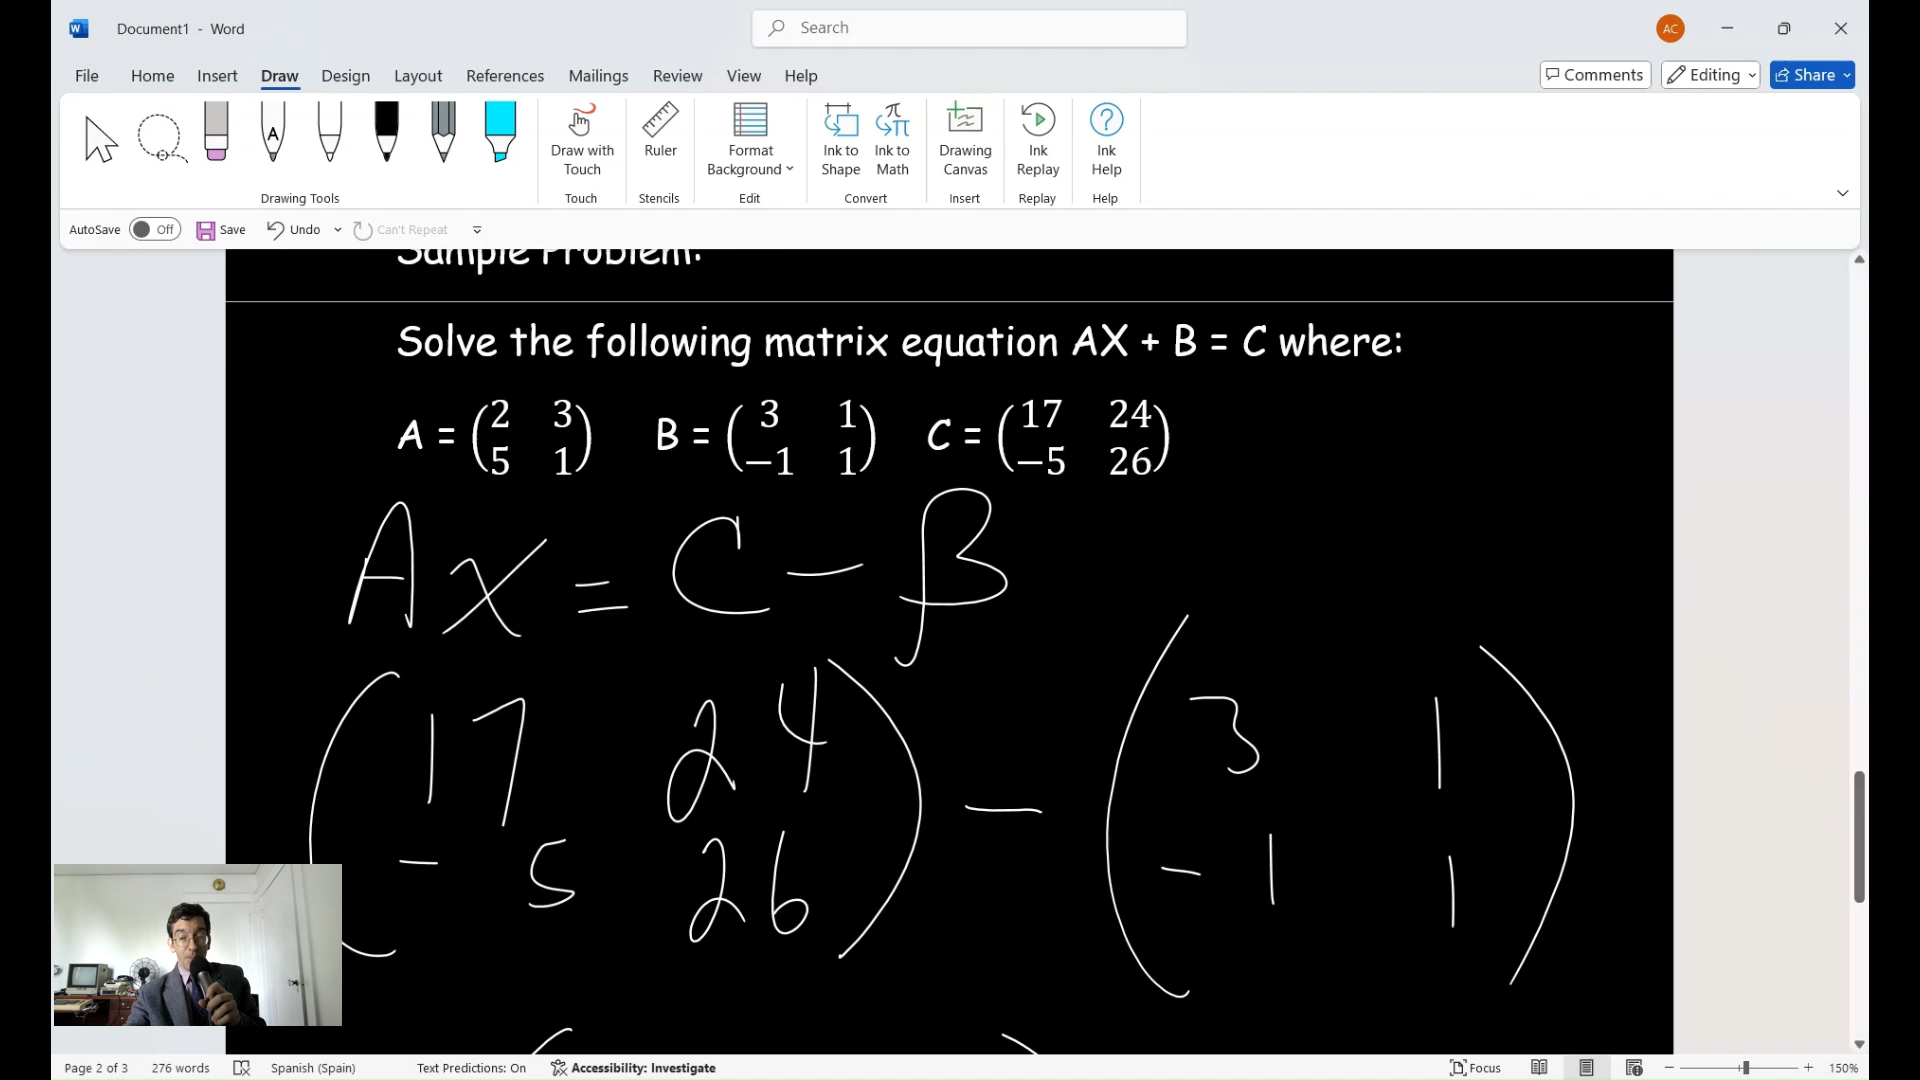 Document1 - Word
Search
AC
File Home Insert Draw Design Layout References Mailings Review View Help
Comments Editing Share
A
Draw with Touch
Ruler
Format Background
Ink to Shape
Ink to Math
Drawing Canvas
Ink Replay
Ink Help
Drawing Tools Touch Stencils Edit Convert Insert Replay Help
AutoSave Off Save Undo Can't Repeat
Sample Problem:
Solve the following matrix equation AX + B = C where:
A = (2 3 5 1) B = (3 1 −1 1) C = (17 24 −5 26)
AX = C − B
(17 24) − (3 1)
(−5 26) (−1 1)
Page 2 of 3 276 words Spanish (Spain) Text Predictions: On Accessibility: Investigate Focus 150%